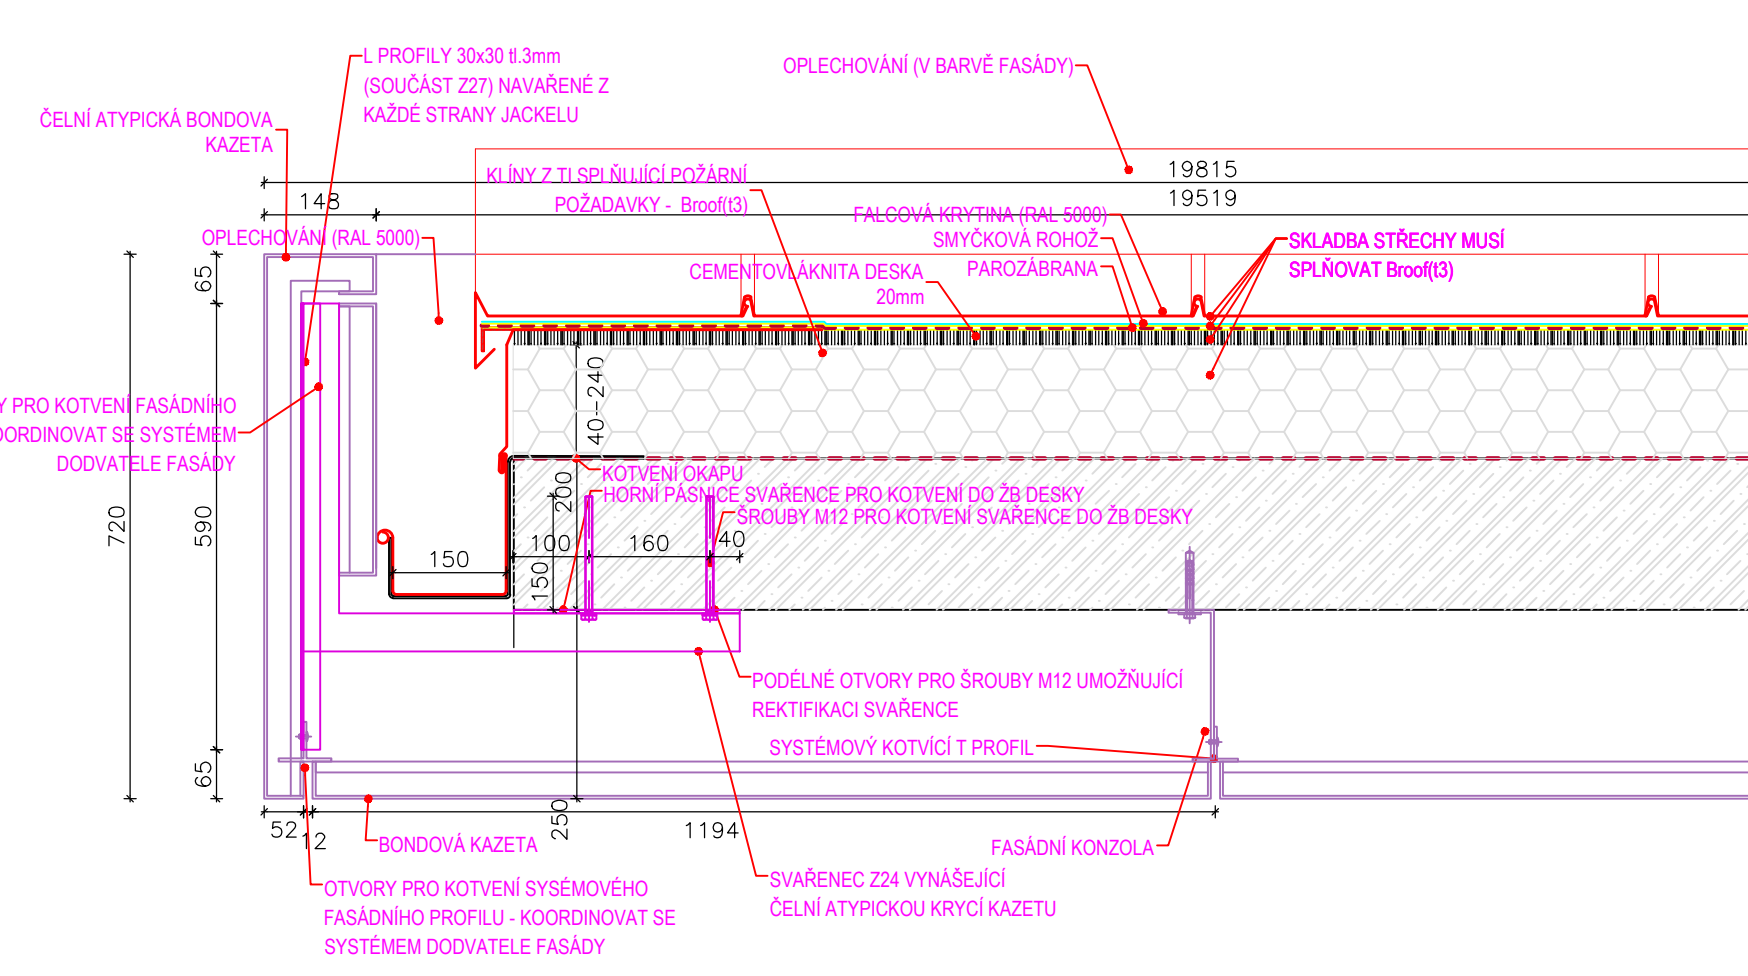 L PROFILY 30x30 tl.3mm
(SOUČÁST Z27) NAVAŘENÉ Z
KAŽDÉ STRANY JACKELU
OPLECHOVÁNÍ (V BARVĚ FASÁDY)
ČELNÍ ATYPICKÁ BONDOVA
KAZETA
19815
KLÍNY Z TI SPLŇUJÍCÍ POŽÁRNÍ
POŽADAVKY - Broof(t3)
19519
148
FALCOVÁ KRYTINA (RAL 5000)
OPLECHOVÁNÍ (RAL 5000)
SMYČKOVÁ ROHOŽ
SKLADBA STŘECHY MUSÍ
SPLŇOVAT Broof(t3)
PAROZÁBRANA
CEMENTOVLÁKNITA DESKA
20mm
65
40-240
Y PRO KOTVENÍ FASÁDNÍHO
OORDINOVAT SE SYSTÉMEM
DODVATELE FASÁDY
KOTVENÍ OKAPU
HORNÍ PÁSNICE SVAŘENCE PRO KOTVENÍ DO ŽB DESKY
ŠROUBY M12 PRO KOTVENÍ SVAŘENCE DO ŽB DESKY
200
720
590
150
100
160
40
150
PODÉLNÉ OTVORY PRO ŠROUBY M12 UMOŽŇUJÍCÍ
REKTIFIKACI SVAŘENCE
SYSTÉMOVÝ KOTVÍCÍ T PROFIL
65
250
52
12
1194
BONDOVÁ KAZETA
FASÁDNÍ KONZOLA
SVAŘENEC Z24 VYNÁŠEJÍCÍ
ČELNÍ ATYPICKOU KRYCÍ KAZETU
OTVORY PRO KOTVENÍ SYSÉMOVÉHO
FASÁDNÍHO PROFILU - KOORDINOVAT SE
SYSTÉMEM DODVATELE FASÁDY